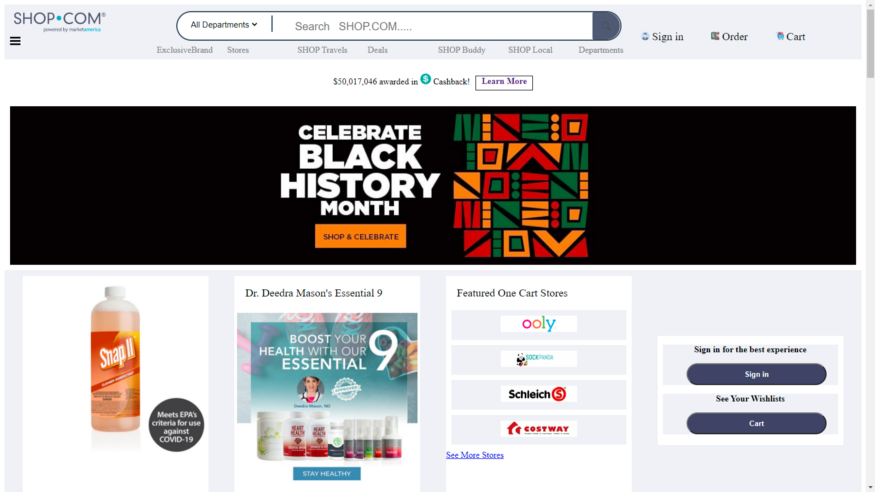 SHOP•COM®
powered by marketamerica
All Departments
Search SHOP.COM.....
Sign in
Order
Cart
ExclusiveBrand
Stores
SHOP Travels
Deals
SHOP Buddy
SHOP Local
Departments
$50,017,046 awarded in $ Cashback!
Learn More
CELEBRATE
BLACK
HISTORY
MONTH
SHOP & CELEBRATE
Snap II
Meets EPA's
criteria for use
against
COVID-19
Dr. Deedra Mason's Essential 9
BOOST YOUR
HEALTH WITH OUR
ESSENTIAL 9
Deedra Mason, ND
HEART
HEALTH
HEART
HEALTH
STAY HEALTHY
Featured One Cart Stores
ooly
SOCKPANDA
Schleich S
COSTWAY
See More Stores
Sign in for the best experience
Sign in
See Your Wishlists
Cart